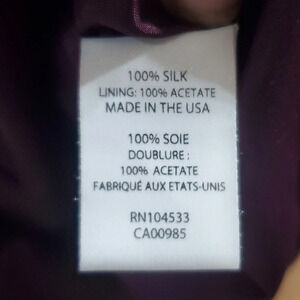 100% SILK
LINING: 100% ACETATE
MADE IN THE USA
100% SOIE
DOUBLURE :
100% ACETATE
FABRIQUÉ AUX ETATS-UNIS
RN104533
CA00985